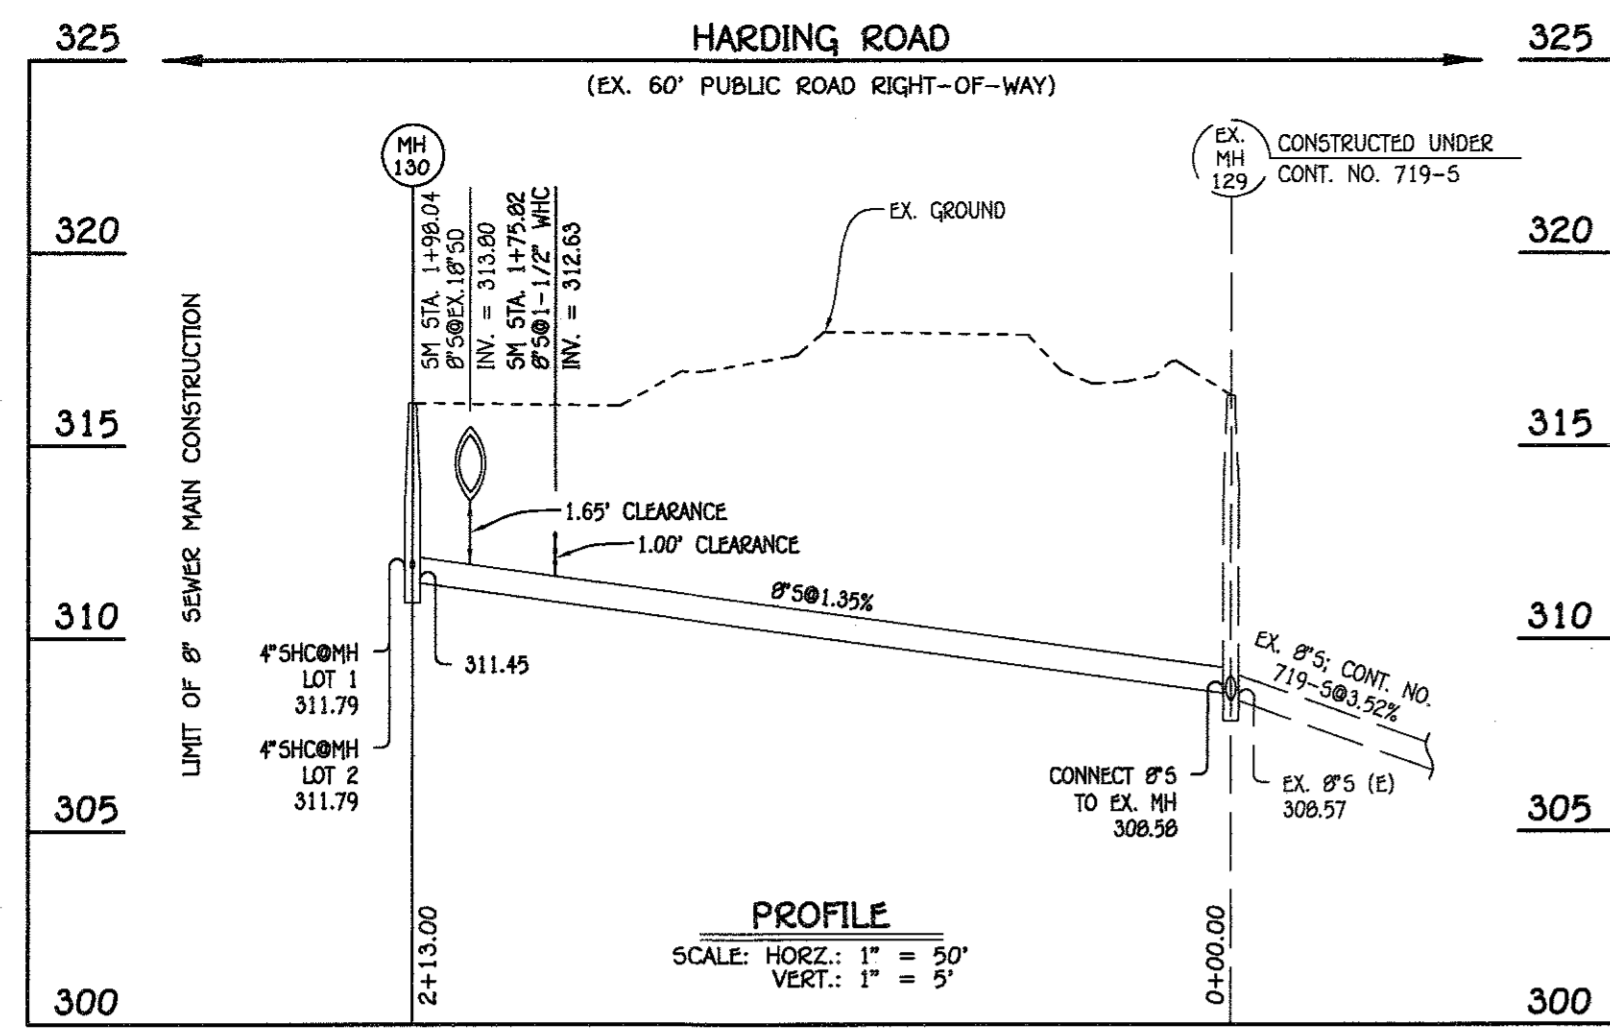 HARDING ROAD
(EX. 60' PUBLIC ROAD RIGHT-OF-WAY)
325
325
320
320
315
315
310
310
305
305
300
300
MH
130
EX.
MH
129
CONSTRUCTED UNDER
CONT. NO. 719-S
SM STA. 1+98.04
8"S@EX.18"SD
INV. = 313.80
SM STA. 1+75.82
8"S@1-1/2" WHC
INV. = 312.63
EX. GROUND
LIMIT OF 8" SEWER MAIN CONSTRUCTION
1.65' CLEARANCE
1.00' CLEARANCE
8"S@1.35%
4"SHC@MH
LOT 1
311.79
311.45
4"SHC@MH
LOT 2
311.79
EX. 8"S; CONT. NO.
719-S@3.52%
CONNECT 8"S
TO EX. MH
308.58
EX. 8"S (E)
308.57
2+13.00
0+00.00
PROFILE
SCALE: HORZ.: 1" = 50'
VERT.: 1" = 5'